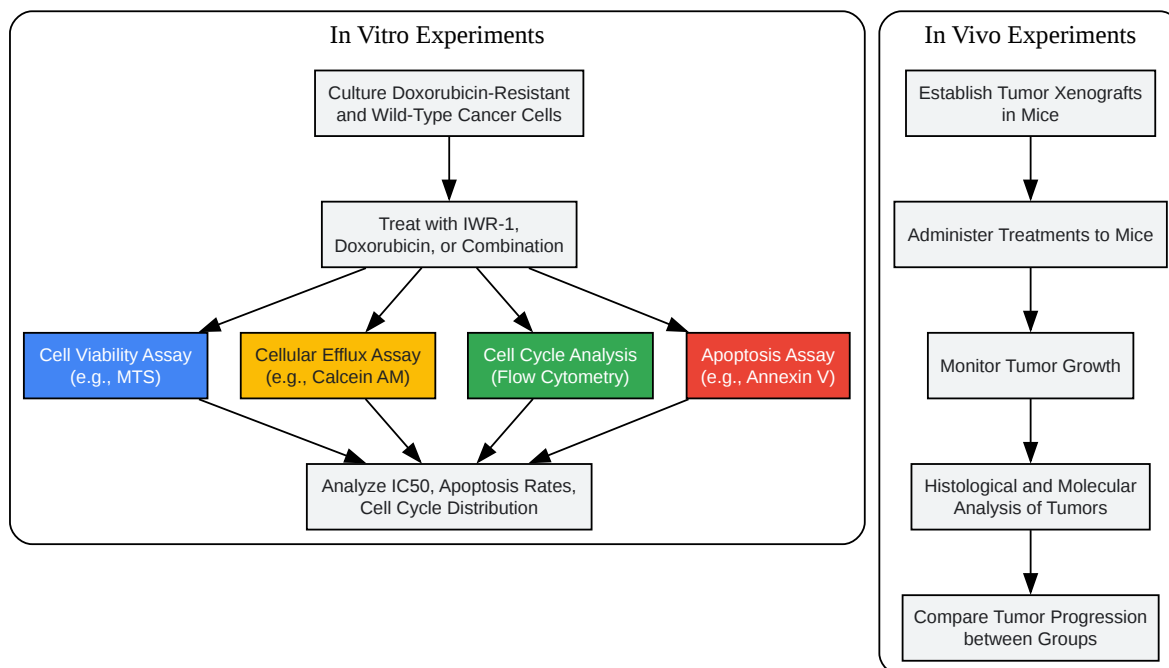 In Vitro Experiments
Culture Doxorubicin-Resistant
and Wild-Type Cancer Cells
Treat with IWR-1,
Doxorubicin, or Combination
Cell Viability Assay
(e.g., MTS)
Cellular Efflux Assay
(e.g., Calcein AM)
Cell Cycle Analysis
(Flow Cytometry)
Apoptosis Assay
(e.g., Annexin V)
Analyze IC50, Apoptosis Rates,
Cell Cycle Distribution
In Vivo Experiments
Establish Tumor Xenografts
in Mice
Administer Treatments to Mice
Monitor Tumor Growth
Histological and Molecular
Analysis of Tumors
Compare Tumor Progression
between Groups